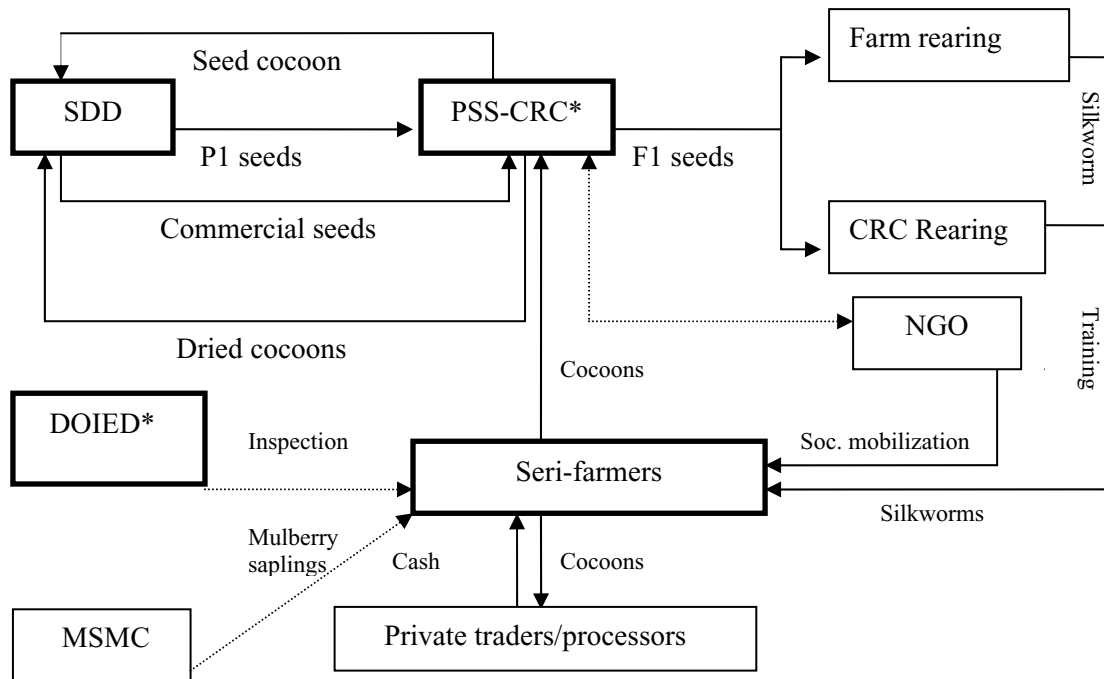 Farm rearing
Seed cocoon
SDD
PSS-CRC*
Silkworm
P1 seeds
F1 seeds
Commercial seeds
CRC Rearing
NGO
Dried cocoons
Training
Cocoons
DOIED*
Inspection
Soc. mobilization
Seri-farmers
Silkworms
Mulberry
saplings
Cash
Cocoons
MSMC
Private traders/processors